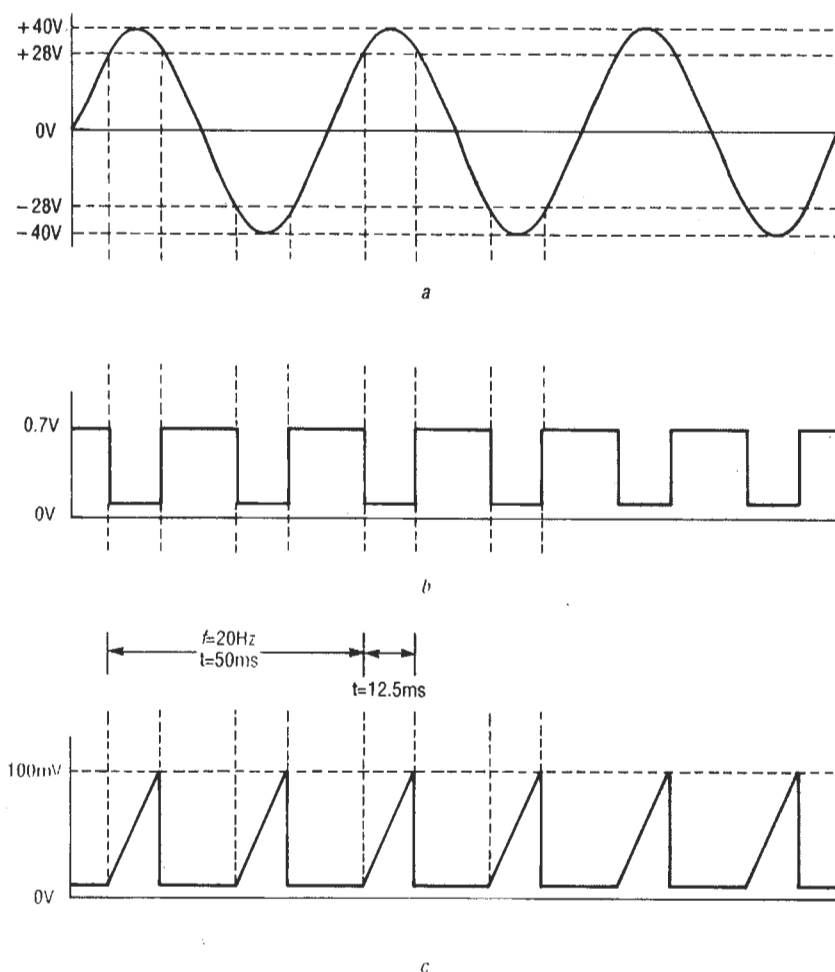 +40V
+28V
0V
−28V
−40V
a
0.7V
0V
b
f=20Hz
t=50ms
t=12.5ms
100mV
0V
c